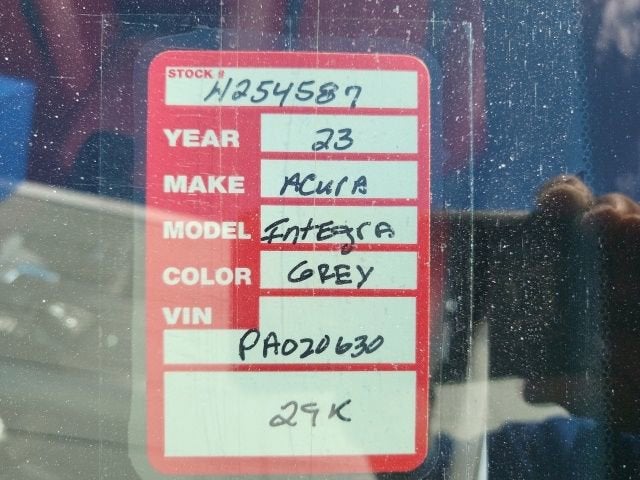 STOCK #
H254587
YEAR 23
MAKE ACURA
MODEL IntEgrA
COLOR GREY
VIN
PA020630
29K